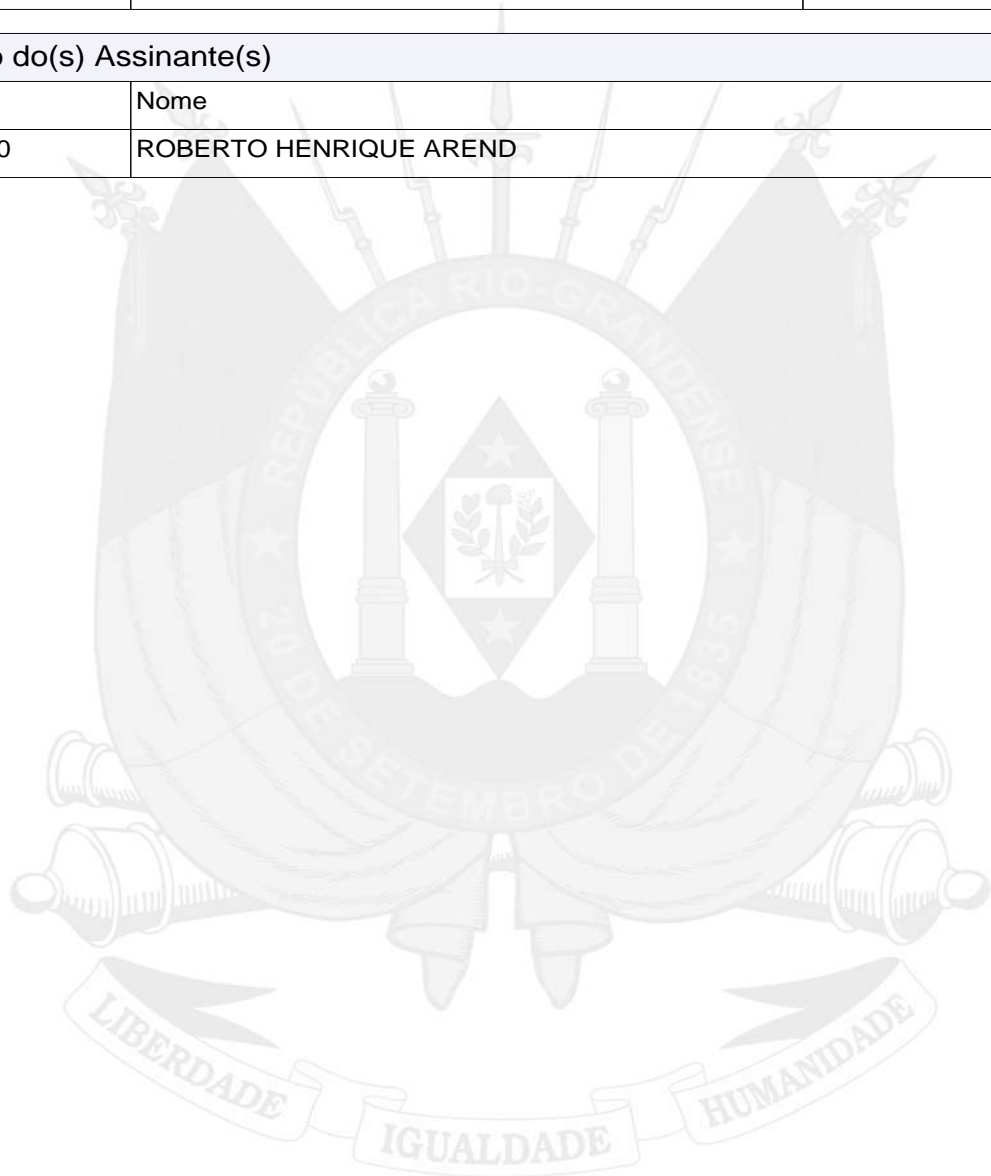 o do(s) Assinante(s)
Nome
0 ROBERTO HENRIQUE AREND
REPÚBLICA RIO-GRANDENSE
20 DE SETEMBRO DE 1835
LIBERDADE IGUALDADE HUMANIDADE